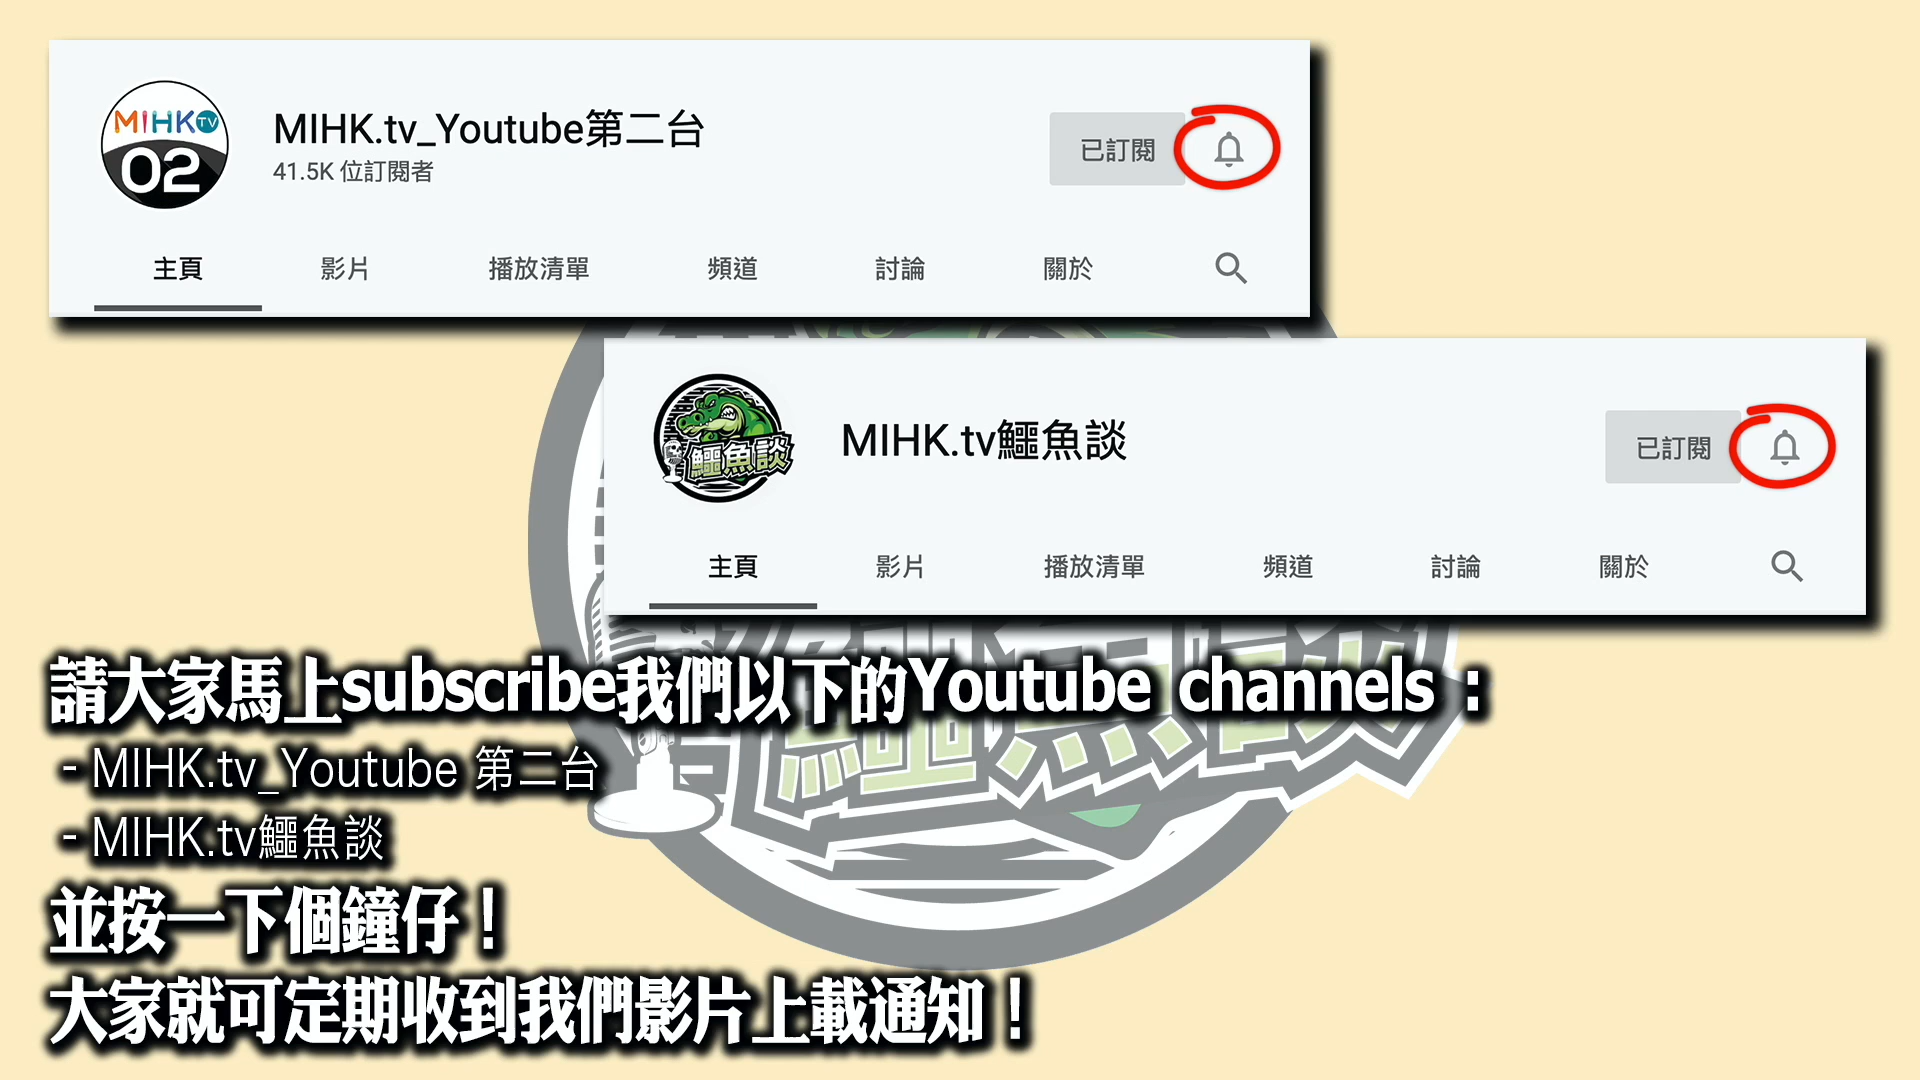 MIHK TV
02
MIHK.tv_Youtube第二台
41.5K 位訂閱者
已訂閱
主頁 影片 播放清單 頻道 討論 關於
鱷魚談
MIHK.tv鱷魚談
已訂閱
主頁 影片 播放清單 頻道 討論 關於
鱷魚談
請大家馬上subscribe我們以下的Youtube channels：
- MIHK.tv_Youtube 第二台
- MIHK.tv鱷魚談
並按一下個鐘仔！
大家就可定期收到我們影片上載通知！